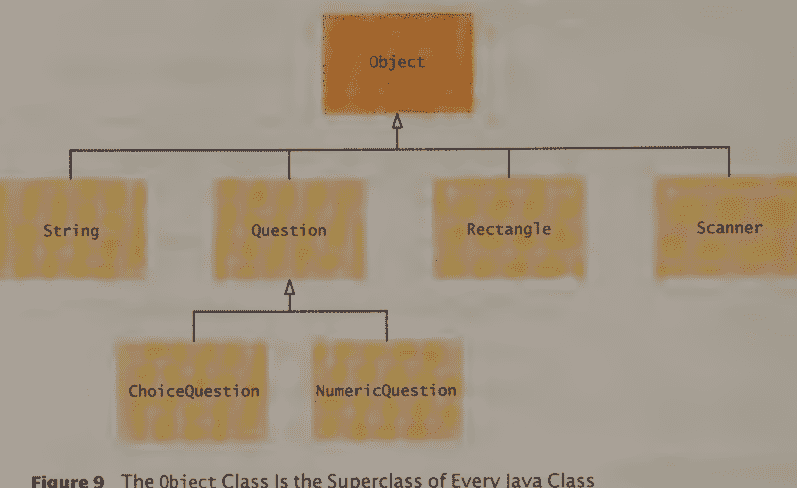 Object
String
Question
Rectangle
Scanner
ChoiceQuestion
NumericQuestion
Figure 9 The Object Class Is the Superclass of Every Java Class